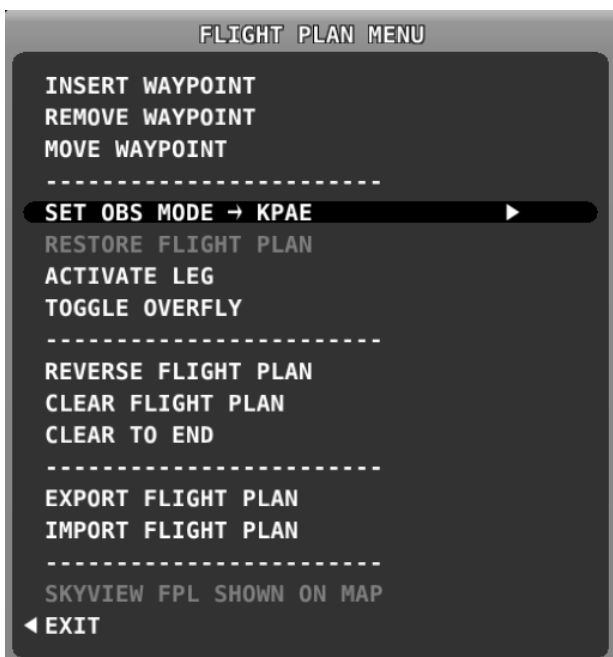 FLIGHT PLAN MENU
INSERT WAYPOINT
REMOVE WAYPOINT
MOVE WAYPOINT
-------------------------
SET OBS MODE → KPAE ▶
RESTORE FLIGHT PLAN
ACTIVATE LEG
TOGGLE OVERFLY
-------------------------
REVERSE FLIGHT PLAN
CLEAR FLIGHT PLAN
CLEAR TO END
-------------------------
EXPORT FLIGHT PLAN
IMPORT FLIGHT PLAN
-------------------------
SKYVIEW FPL SHOWN ON MAP
◀ EXIT